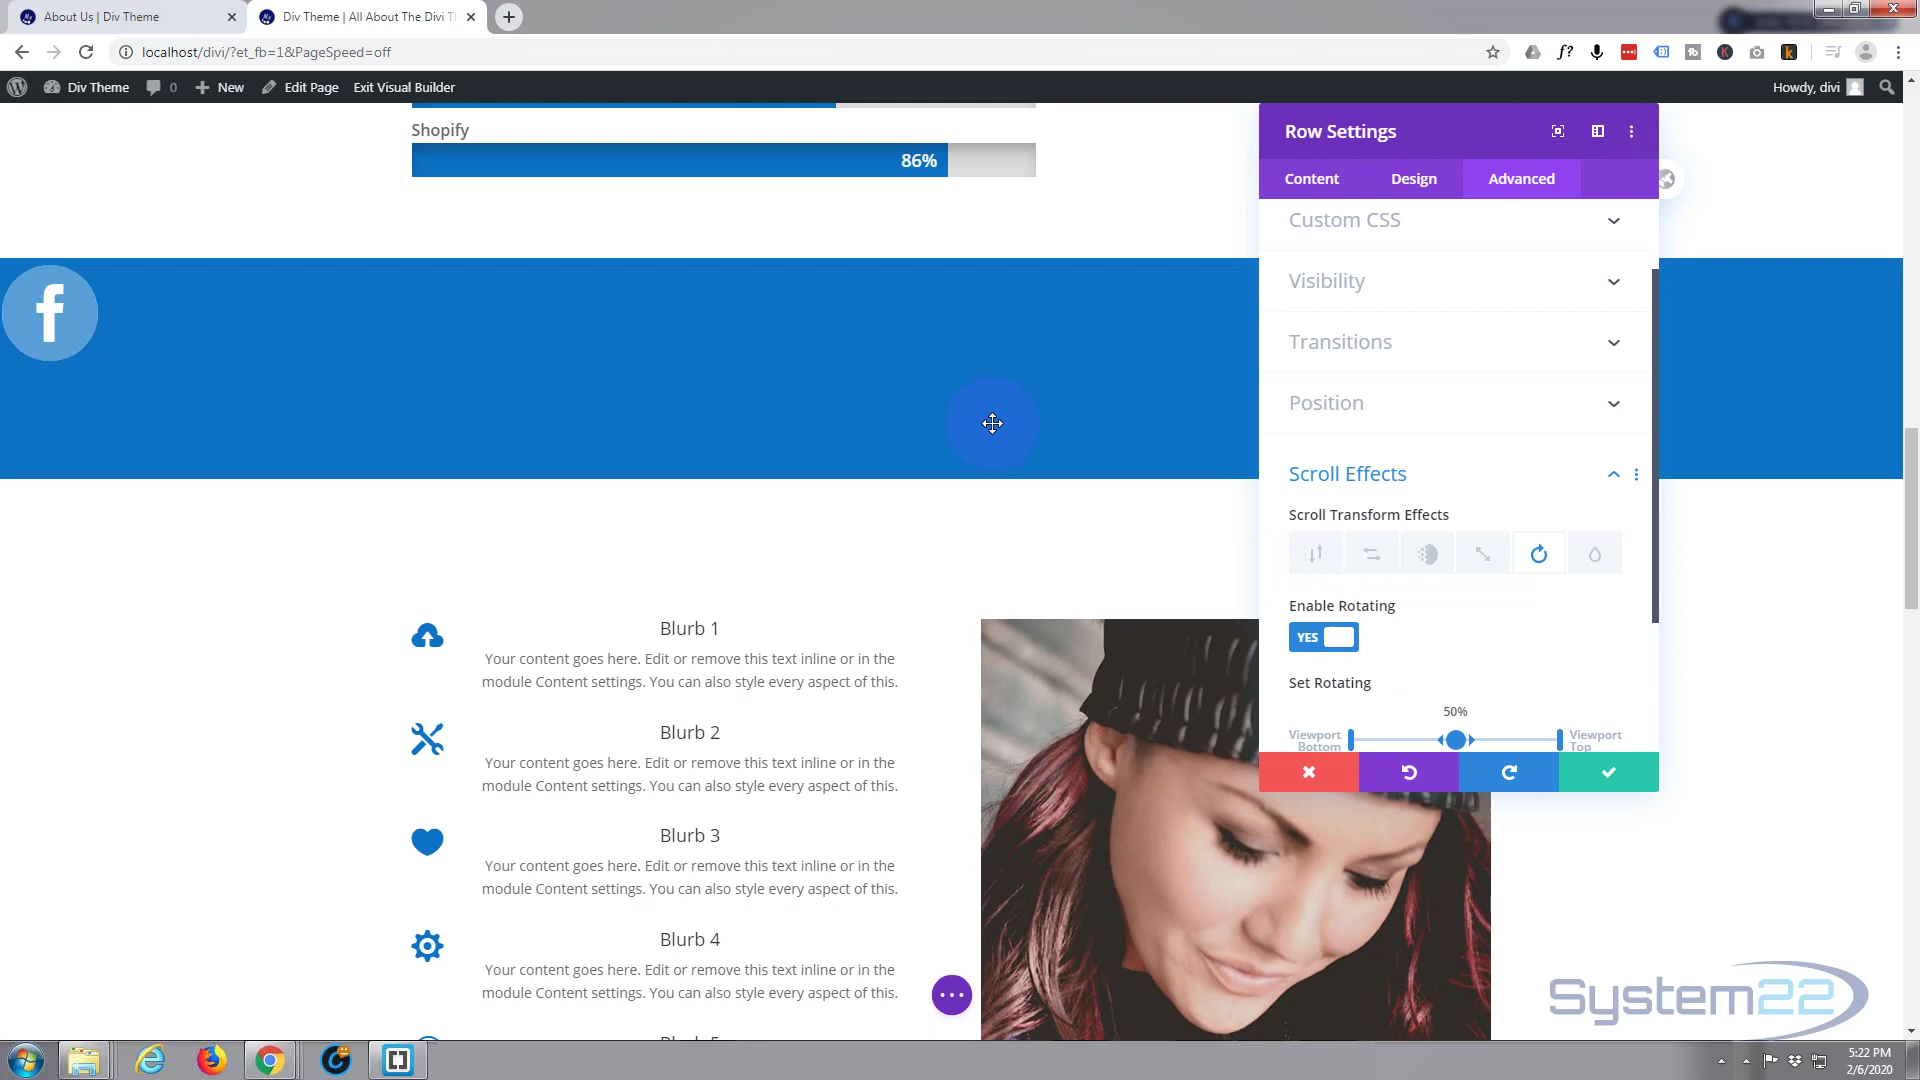 About Us | Div Theme
Div Theme | All About The Divi Th
localhost/divi/?et_fb=1&PageSpeed=off
Div Theme
0
New
Edit Page
Exit Visual Builder
Howdy, divi
Shopify
86%
Row Settings
Content
Design
Advanced
Custom CSS
Visibility
Transitions
Position
Scroll Effects
Scroll Transform Effects
Enable Rotating
YES
Set Rotating
50%
Viewport
Bottom
Viewport
Top
Blurb 1
Your content goes here. Edit or remove this text inline or in the
module Content settings. You can also style every aspect of this.
Blurb 2
Your content goes here. Edit or remove this text inline or in the
module Content settings. You can also style every aspect of this.
Blurb 3
Your content goes here. Edit or remove this text inline or in the
module Content settings. You can also style every aspect of this.
Blurb 4
Your content goes here. Edit or remove this text inline or in the
module Content settings. You can also style every aspect of this.
System22
5:22 PM
2/6/2020